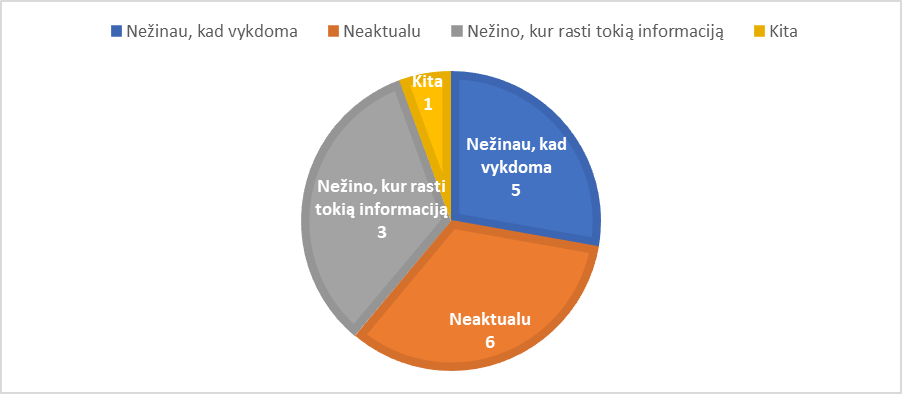 Nežinau, kad vykdoma Neaktualu Nežino, kur rasti tokią informaciją Kita
Kita
1
Nežinau, kad
vykdoma
5
Nežino, kur rasti
tokią informaciją
3
Neaktualu
6